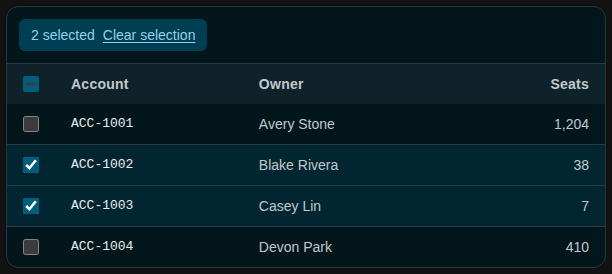 2 selected Clear selection
Account Owner Seats
ACC-1001 Avery Stone 1,204
ACC-1002 Blake Rivera 38
ACC-1003 Casey Lin 7
ACC-1004 Devon Park 410